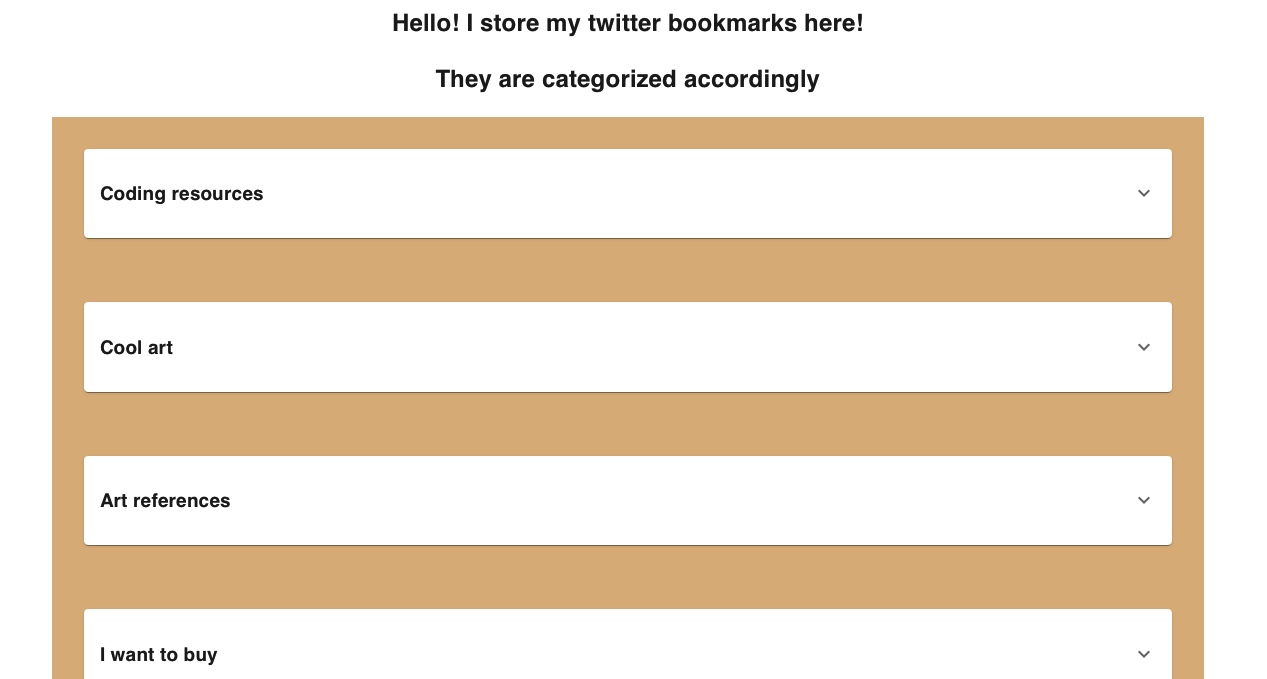 Hello! I store my twitter bookmarks here!
They are categorized accordingly
Coding resources
Cool art
Art references
I want to buy